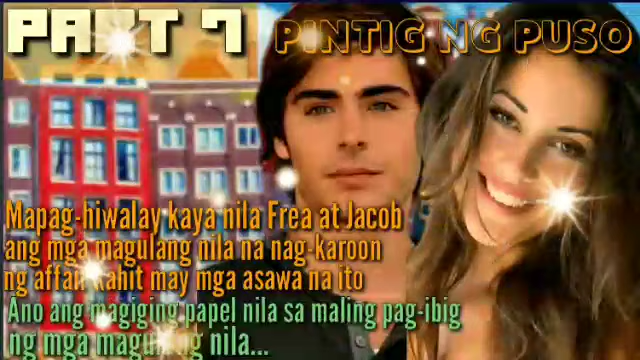 PART 7
PINTIG NG PUSO
Mapag-hiwalay kaya nila Frea at Jacob
ang mga magulang nila na nag-karoon
ng affair kahit may mga asawa na ito
Ano ang magiging papel nila sa maling pag-ibig
ng mga magulang nila...